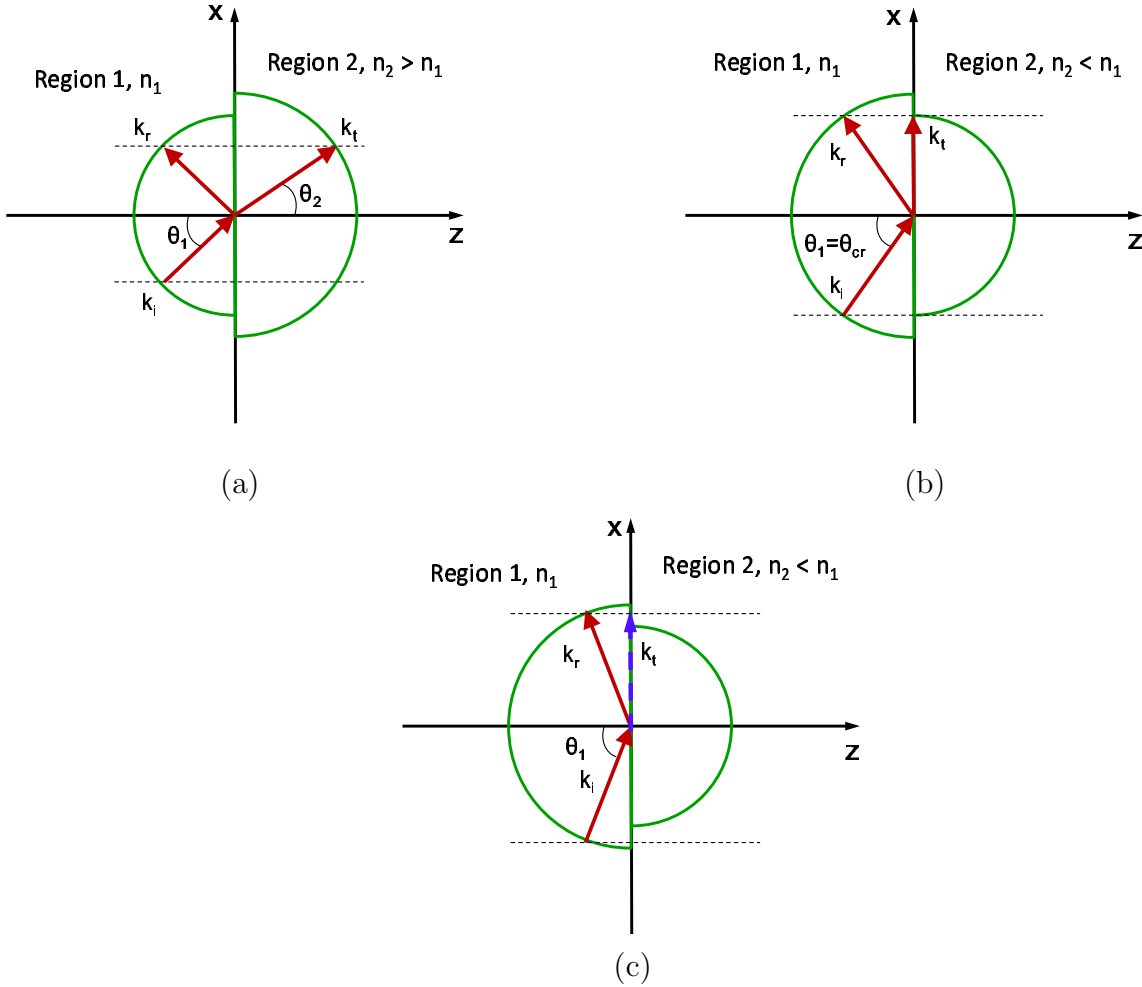 x
Region 1, n₁
Region 2, n₂ > n₁
kᵣ
kₜ
θ₁
θ₂
z
kᵢ
(a)
x
Region 1, n₁
Region 2, n₂ < n₁
kᵣ
kₜ
θ₁=θcr
z
kᵢ
(b)
x
Region 1, n₁
Region 2, n₂ < n₁
kᵣ
kₜ
θ₁
z
kᵢ
(c)